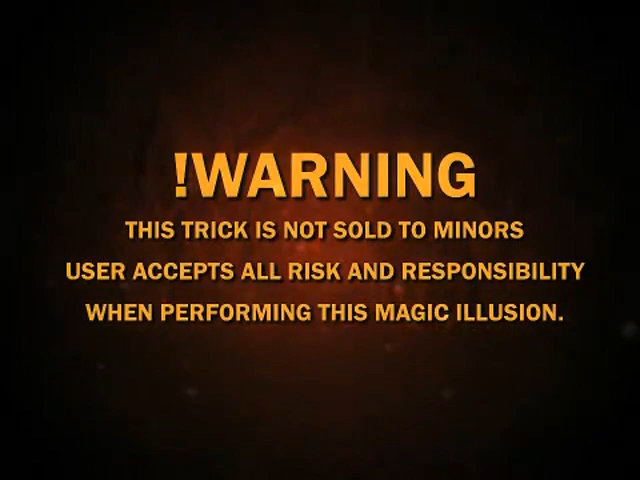 !WARNING
THIS TRICK IS NOT SOLD TO MINORS
USER ACCEPTS ALL RISK AND RESPONSIBILITY
WHEN PERFORMING THIS MAGIC ILLUSION.